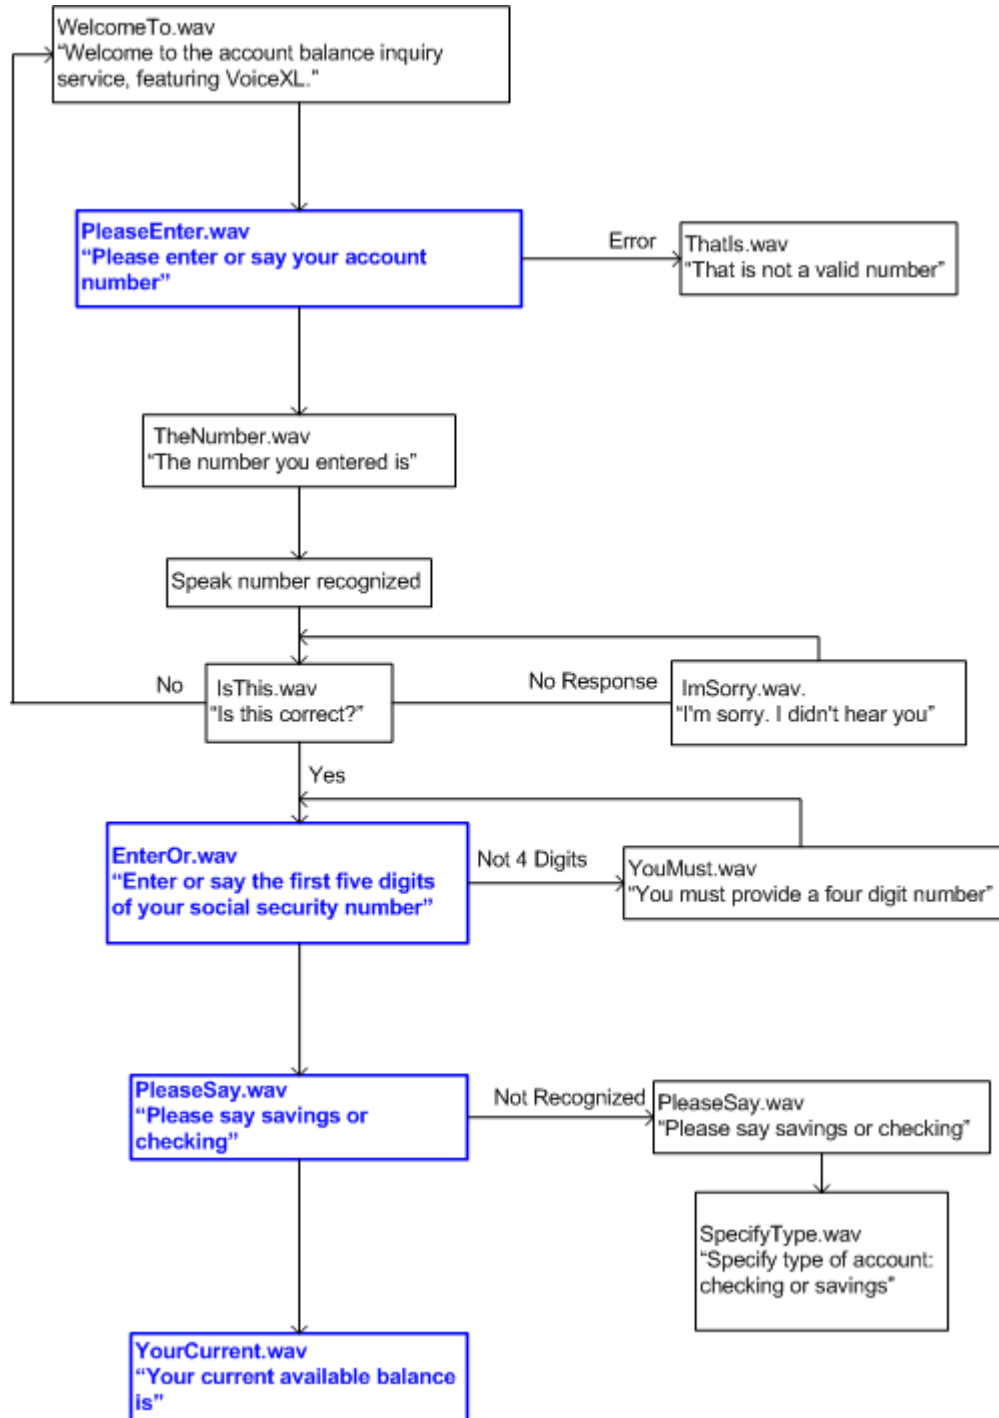 WelcomeTo.wav
“Welcome to the account balance inquiry
service, featuring VoiceXL.”
PleaseEnter.wav
“Please enter or say your account
number”
Error
ThatIs.wav
“That is not a valid number”
TheNumber.wav
“The number you entered is”
Speak number recognized
No
IsThis.wav
“Is this correct?”
No Response
ImSorry.wav.
“I'm sorry. I didn't hear you”
Yes
EnterOr.wav
“Enter or say the first five digits
of your social security number”
Not 4 Digits
YouMust.wav
“You must provide a four digit number”
PleaseSay.wav
“Please say savings or
checking”
Not Recognized
PleaseSay.wav
“Please say savings or checking”
SpecifyType.wav
“Specify type of account:
checking or savings”
YourCurrent.wav
“Your current available balance
is”